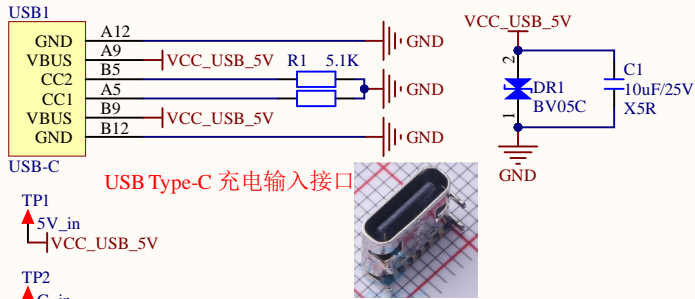 USB1
GND A12 GND
VBUS A9 VCC_USB_5V
CC2 B5 R1 5.1K
CC1 A5 GND
VBUS B9 VCC_USB_5V
GND B12 GND
USB-C
USB Type-C 充电输入接口
VCC_USB_5V
2
DR1
BV05C
1
C1
10uF/25V
X5R
GND
TP1
5V_in
VCC_USB_5V
TP2